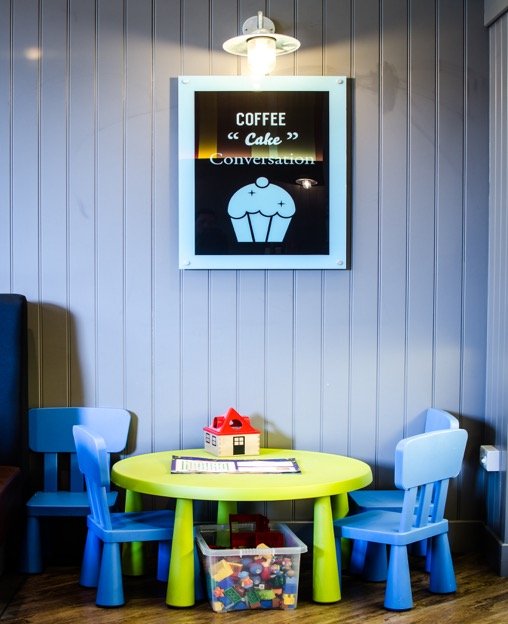 COFFEE
“ Cake ”
Conversation